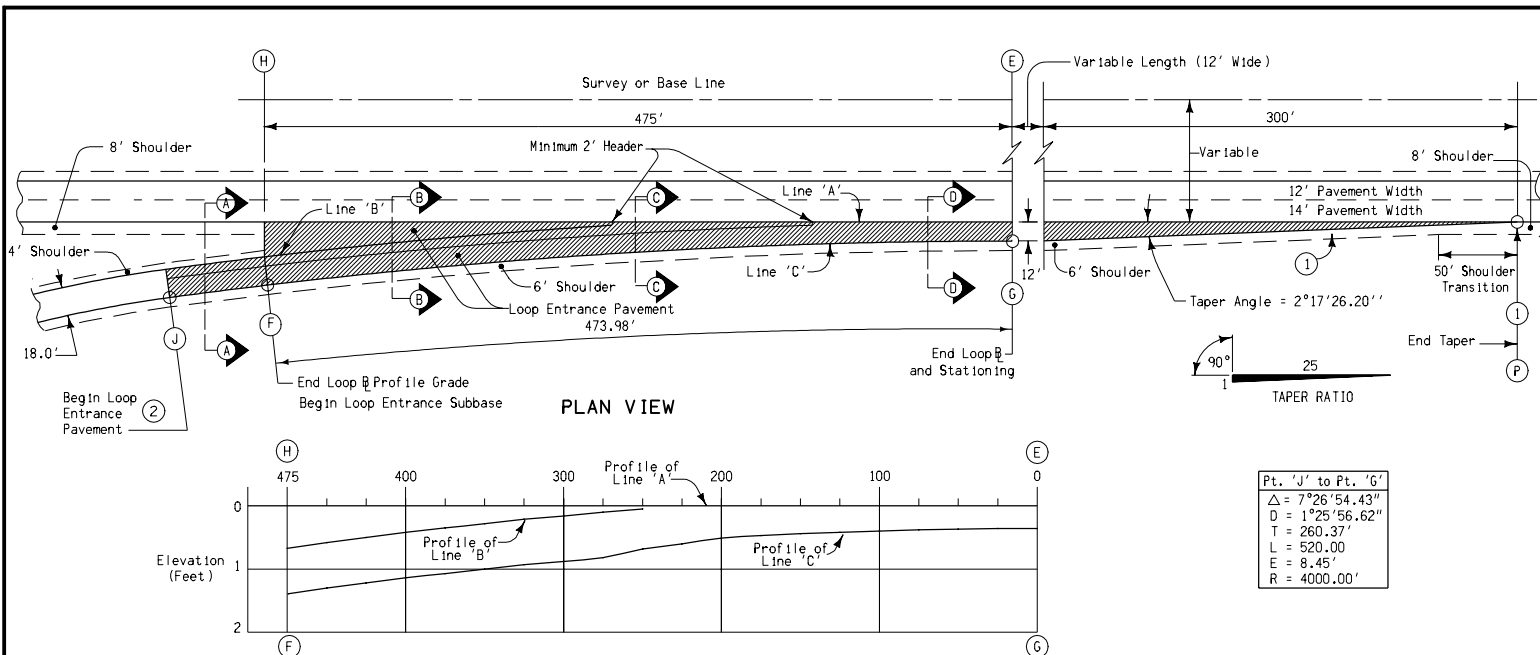 H
E
Variable Length (12' Wide)
Survey or Base Line
475'
300'
8' Shoulder
Minimum 2' Header
Variable
8' Shoulder
A
B
C
D
Line 'A'
12' Pavement Width
Line 'B'
14' Pavement Width
4' Shoulder
Line 'C'
12'
6' Shoulder
1
6' Shoulder
50' Shoulder
Transition
B
C
D
G
Loop Entrance Pavement
Taper Angle = 2°17'26.20''
F
473.98'
1
J
18.0'
A
End Loop ℄
and Stationing
End Taper
90°
25
1
P
End Loop ℄ Profile Grade
Begin Loop Entrance Subbase
TAPER RATIO
Begin Loop
Entrance
Pavement
2
PLAN VIEW
H
E
Profile of
Line 'A'
475
400
300
200
100
0
0
Profile of
Line 'B'
Profile of
Line 'C'
Elevation
(Feet)
1
2
F
G
Pt. 'J' to Pt. 'G'
Δ = 7°26'54.43"
D = 1°25'56.62"
T = 260.37'
L = 520.00
E = 8.45'
R = 4000.00'